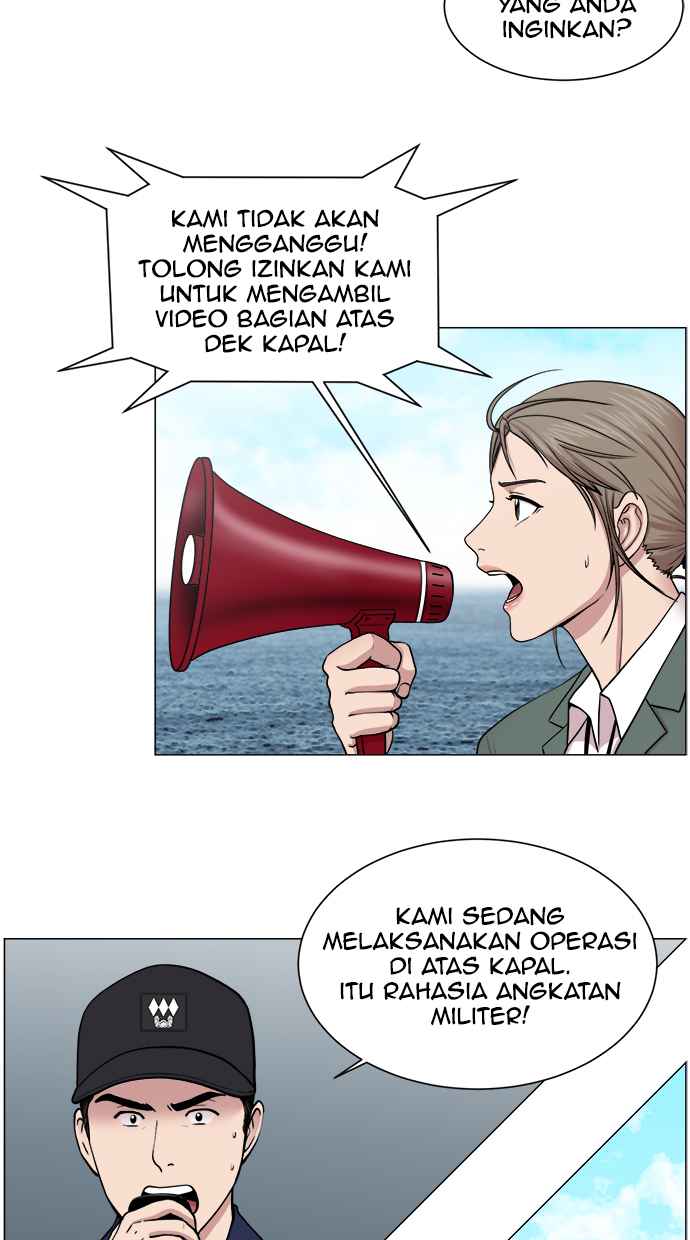 YANG ANDA
INGINKAN?
KAMI TIDAK AKAN
MENGGANGGU!
TOLONG IZINKAN KAMI
UNTUK MENGAMBIL
VIDEO BAGIAN ATAS
DEK KAPAL!
KAMI SEDANG
MELAKSANAKAN OPERASI
DI ATAS KAPAL.
ITU RAHASIA ANGKATAN
MILITER!